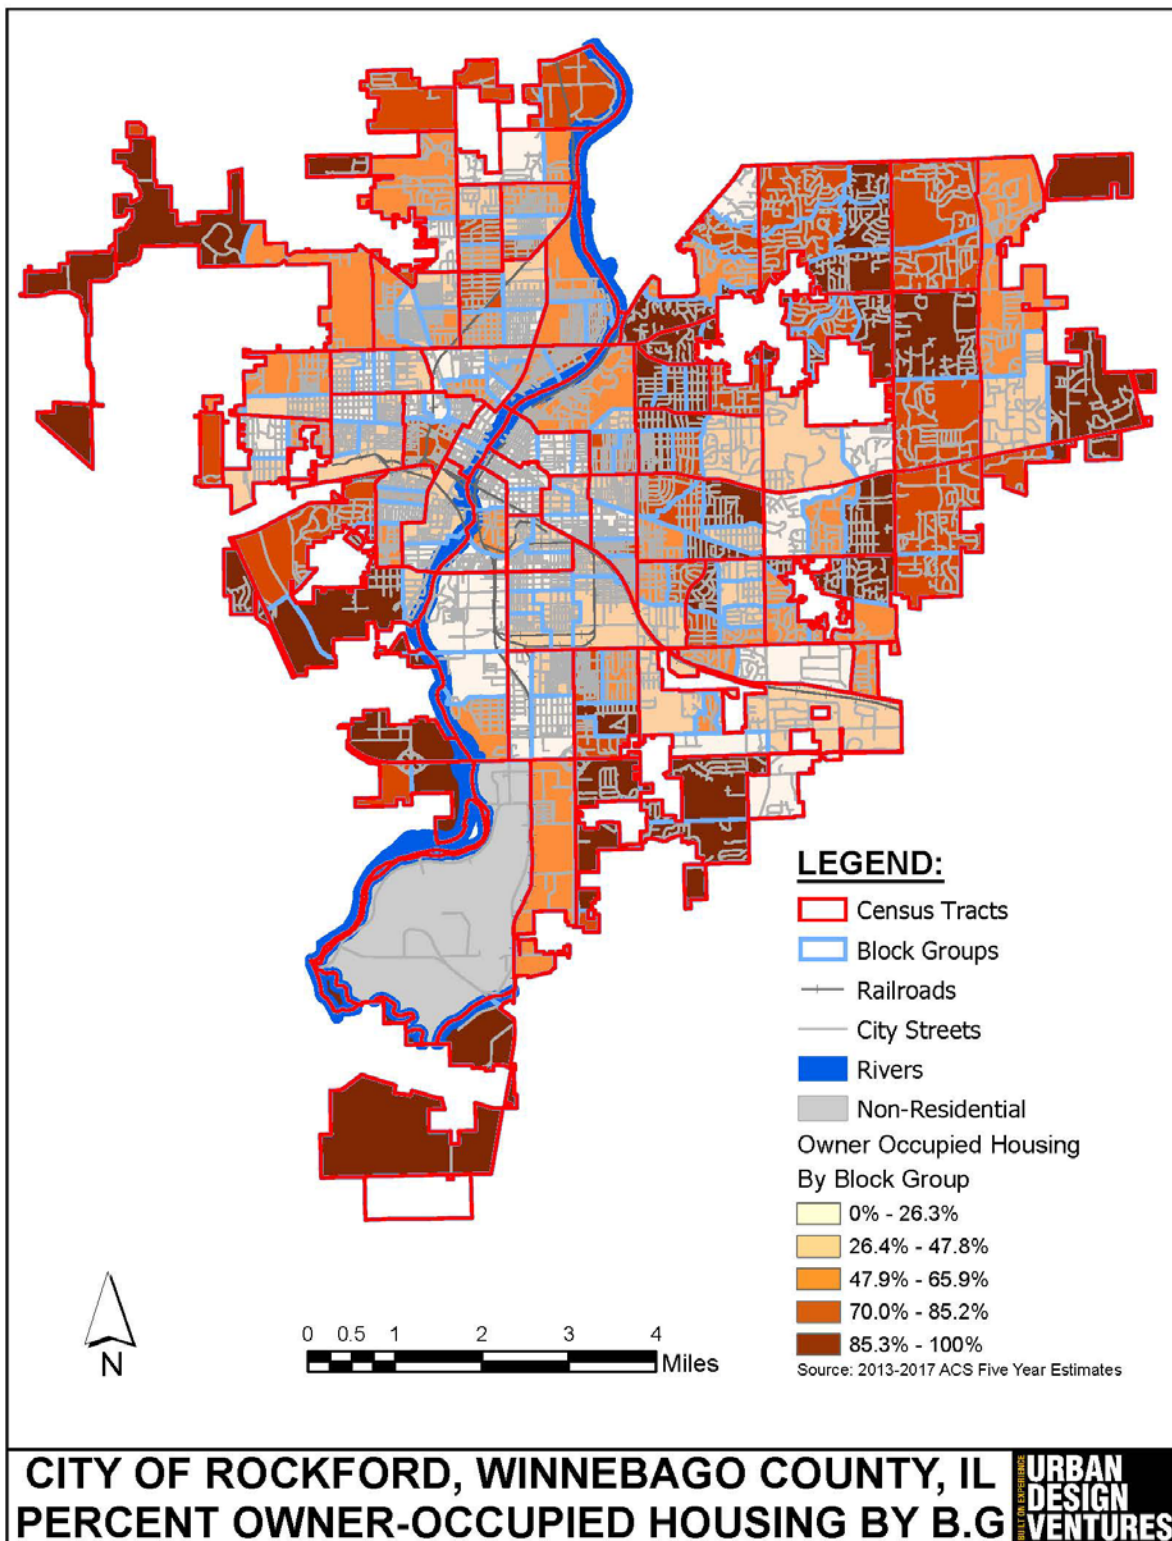 LEGEND:
Census Tracts
Block Groups
Railroads
City Streets
Rivers
Non-Residential
Owner Occupied Housing
By Block Group
0% - 26.3%
26.4% - 47.8%
47.9% - 65.9%
70.0% - 85.2%
85.3% - 100%
Source: 2013-2017 ACS Five Year Estimates
N
0 0.5 1 2 3 4
Miles
CITY OF ROCKFORD, WINNEBAGO COUNTY, IL
PERCENT OWNER-OCCUPIED HOUSING BY B.G
BUILT ON EXPERIENCE
URBAN
DESIGN
VENTURES